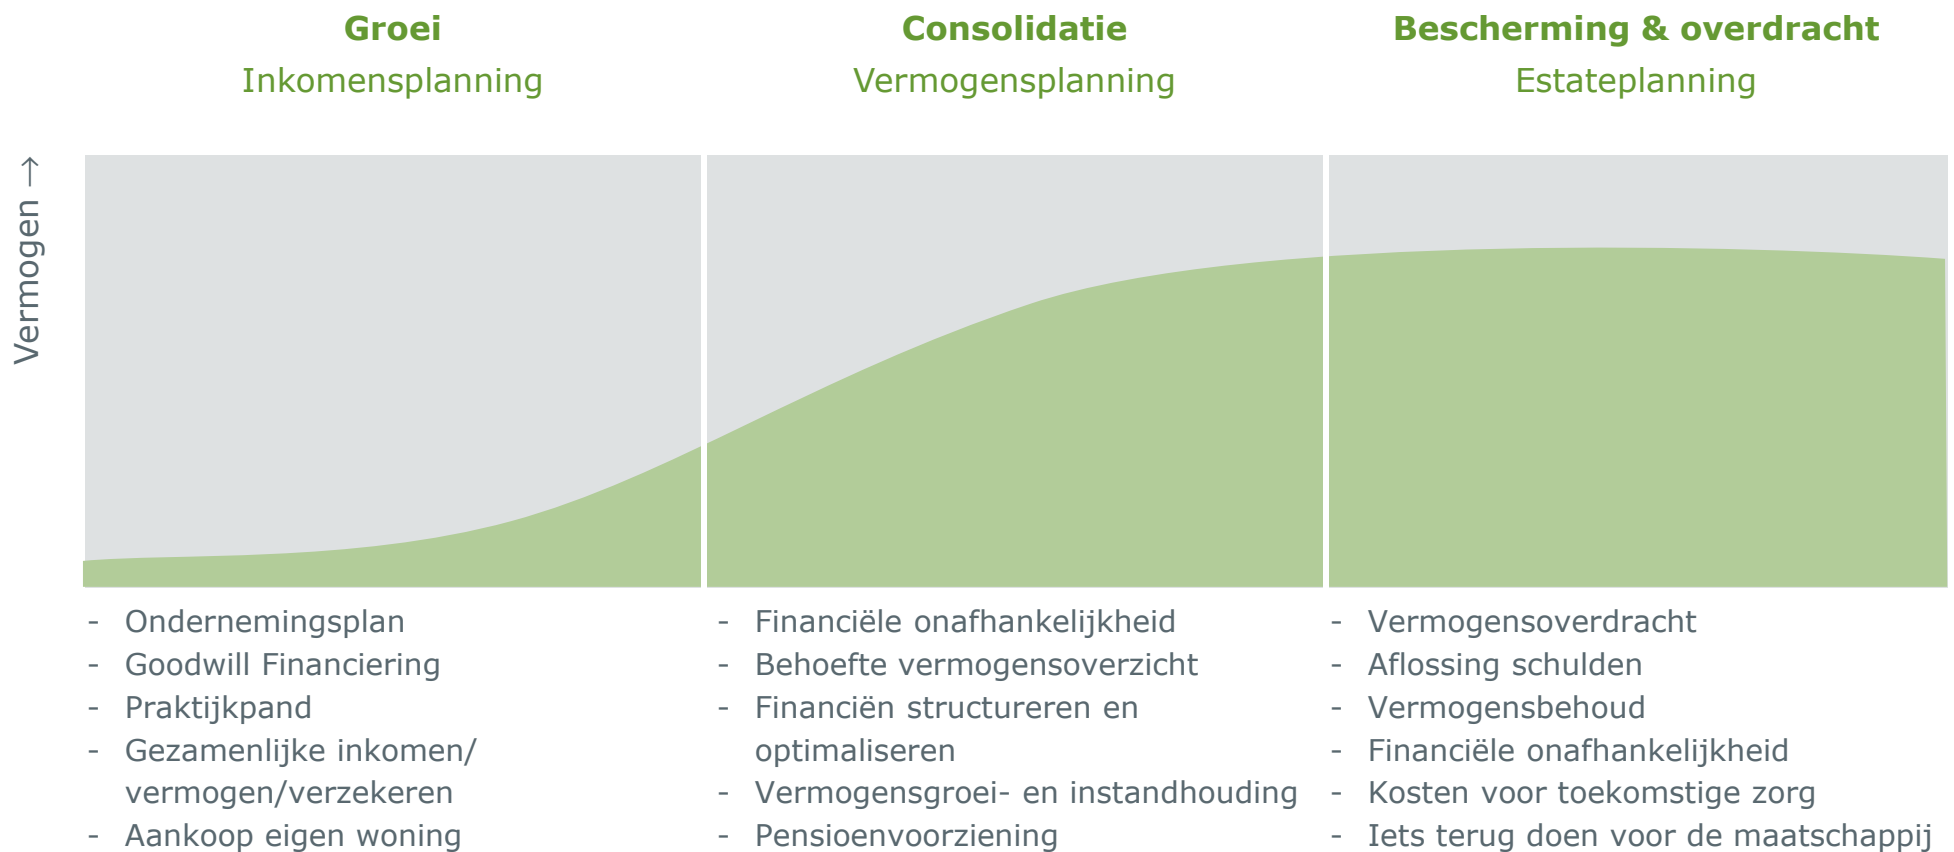 Groei
Inkomensplanning
Consolidatie
Vermogensplanning
Bescherming & overdracht
Estateplanning
Vermogen →
- Ondernemingsplan
- Goodwill Financiering
- Praktijkpand
- Gezamenlijke inkomen/
vermogen/verzekeren
- Aankoop eigen woning
- Financiële onafhankelijkheid
- Behoefte vermogensoverzicht
- Financiën structureren en
optimaliseren
- Vermogensgroei- en instandhouding
- Pensioenvoorziening
- Vermogensoverdracht
- Aflossing schulden
- Vermogensbehoud
- Financiële onafhankelijkheid
- Kosten voor toekomstige zorg
- Iets terug doen voor de maatschappij